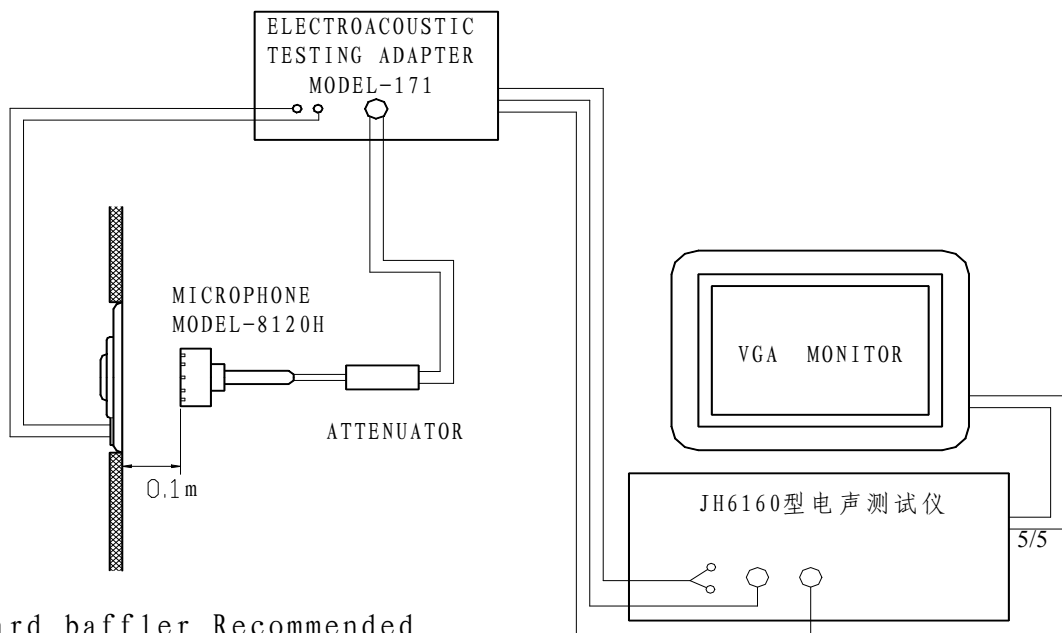 ELECTROACOUSTIC
TESTING ADAPTER
MODEL-171
MICROPHONE
MODEL-8120H
VGA MONITOR
ATTENUATOR
0.1m
JH6160型电声测试仪
5/5
baffler Recommended